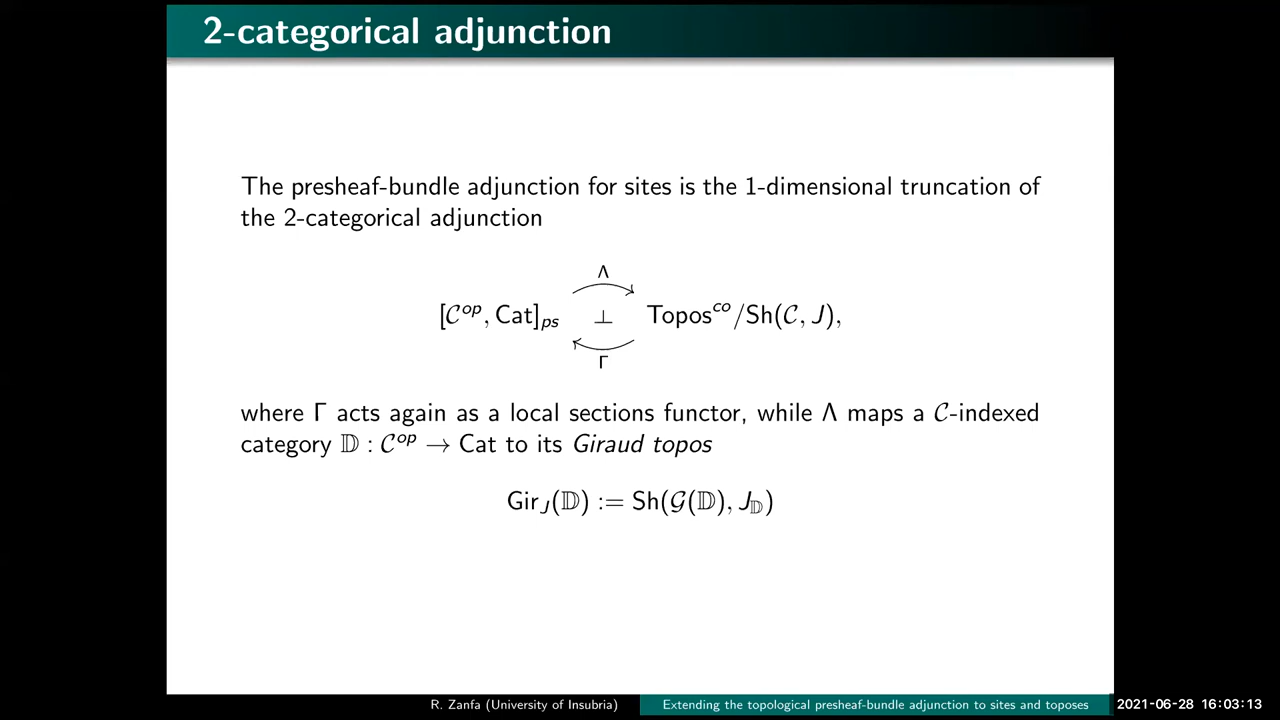 2-categorical adjunction
The presheaf-bundle adjunction for sites is the 1-dimensional truncation of
the 2-categorical adjunction
Λ
[𝒞^op, Cat]_ps ⊥ Topos^co/Sh(𝒞, J),
Γ
where Γ acts again as a local sections functor, while Λ maps a 𝒞-indexed
category 𝔻 : 𝒞^op → Cat to its Giraud topos
Gir_J(𝔻) := Sh(𝒢(𝔻), J_𝔻)
R. Zanfa (University of Insubria) Extending the topological presheaf-bundle adjunction to sites and toposes 2021-06-28 16:03:13